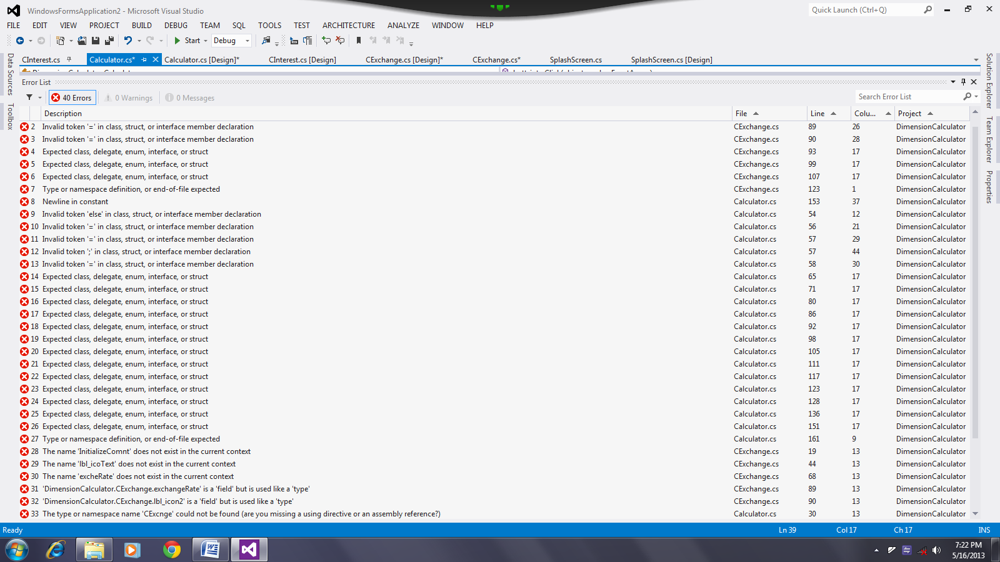 WindowsFormsApplication2 - Microsoft Visual Studio
Quick Launch (Ctrl+Q)
FILE EDIT VIEW PROJECT BUILD DEBUG TEAM SQL TOOLS TEST ARCHITECTURE ANALYZE WINDOW HELP
Start Debug
CInterest.cs Calculator.cs* Calculator.cs [Design]* CInterest.cs [Design] CExchange.cs [Design]* CExchange.cs* SplashScreen.cs SplashScreen.cs [Design]
Data Sources
Toolbox
Solution Explorer
Team Explorer
Properties
Error List
40 Errors 0 Warnings 0 Messages
Search Error List
Description File Line Colu... Project
2 Invalid token '=' in class, struct, or interface member declaration CExchange.cs 89 26 DimensionCalculator
3 Invalid token '=' in class, struct, or interface member declaration CExchange.cs 90 28 DimensionCalculator
4 Expected class, delegate, enum, interface, or struct CExchange.cs 93 17 DimensionCalculator
5 Expected class, delegate, enum, interface, or struct CExchange.cs 99 17 DimensionCalculator
6 Expected class, delegate, enum, interface, or struct CExchange.cs 107 17 DimensionCalculator
7 Type or namespace definition, or end-of-file expected CExchange.cs 123 1 DimensionCalculator
8 Newline in constant Calculator.cs 153 37 DimensionCalculator
9 Invalid token 'else' in class, struct, or interface member declaration Calculator.cs 54 12 DimensionCalculator
10 Invalid token '=' in class, struct, or interface member declaration Calculator.cs 56 21 DimensionCalculator
11 Invalid token '=' in class, struct, or interface member declaration Calculator.cs 57 29 DimensionCalculator
12 Invalid token ';' in class, struct, or interface member declaration Calculator.cs 57 44 DimensionCalculator
13 Invalid token '=' in class, struct, or interface member declaration Calculator.cs 58 30 DimensionCalculator
14 Expected class, delegate, enum, interface, or struct Calculator.cs 65 17 DimensionCalculator
15 Expected class, delegate, enum, interface, or struct Calculator.cs 71 17 DimensionCalculator
16 Expected class, delegate, enum, interface, or struct Calculator.cs 80 17 DimensionCalculator
17 Expected class, delegate, enum, interface, or struct Calculator.cs 86 17 DimensionCalculator
18 Expected class, delegate, enum, interface, or struct Calculator.cs 92 17 DimensionCalculator
19 Expected class, delegate, enum, interface, or struct Calculator.cs 98 17 DimensionCalculator
20 Expected class, delegate, enum, interface, or struct Calculator.cs 105 17 DimensionCalculator
21 Expected class, delegate, enum, interface, or struct Calculator.cs 111 17 DimensionCalculator
22 Expected class, delegate, enum, interface, or struct Calculator.cs 117 17 DimensionCalculator
23 Expected class, delegate, enum, interface, or struct Calculator.cs 123 17 DimensionCalculator
24 Expected class, delegate, enum, interface, or struct Calculator.cs 128 17 DimensionCalculator
25 Expected class, delegate, enum, interface, or struct Calculator.cs 136 17 DimensionCalculator
26 Expected class, delegate, enum, interface, or struct Calculator.cs 151 17 DimensionCalculator
27 Type or namespace definition, or end-of-file expected Calculator.cs 161 9 DimensionCalculator
28 The name 'InitializeComnt' does not exist in the current context CExchange.cs 19 13 DimensionCalculator
29 The name 'lbl_icoText' does not exist in the current context CExchange.cs 44 13 DimensionCalculator
30 The name 'excheRate' does not exist in the current context CExchange.cs 68 13 DimensionCalculator
31 'DimensionCalculator.CExchange.exchangeRate' is a 'field' but is used like a 'type' CExchange.cs 89 13 DimensionCalculator
32 'DimensionCalculator.CExchange.lbl_icon2' is a 'field' but is used like a 'type' CExchange.cs 90 13 DimensionCalculator
33 The type or namespace name 'CExcnge' could not be found (are you missing a using directive or an assembly reference?) Calculator.cs 30 13 DimensionCalculator
Ready Ln 39 Col 17 Ch 17 INS
7:22 PM
5/16/2013